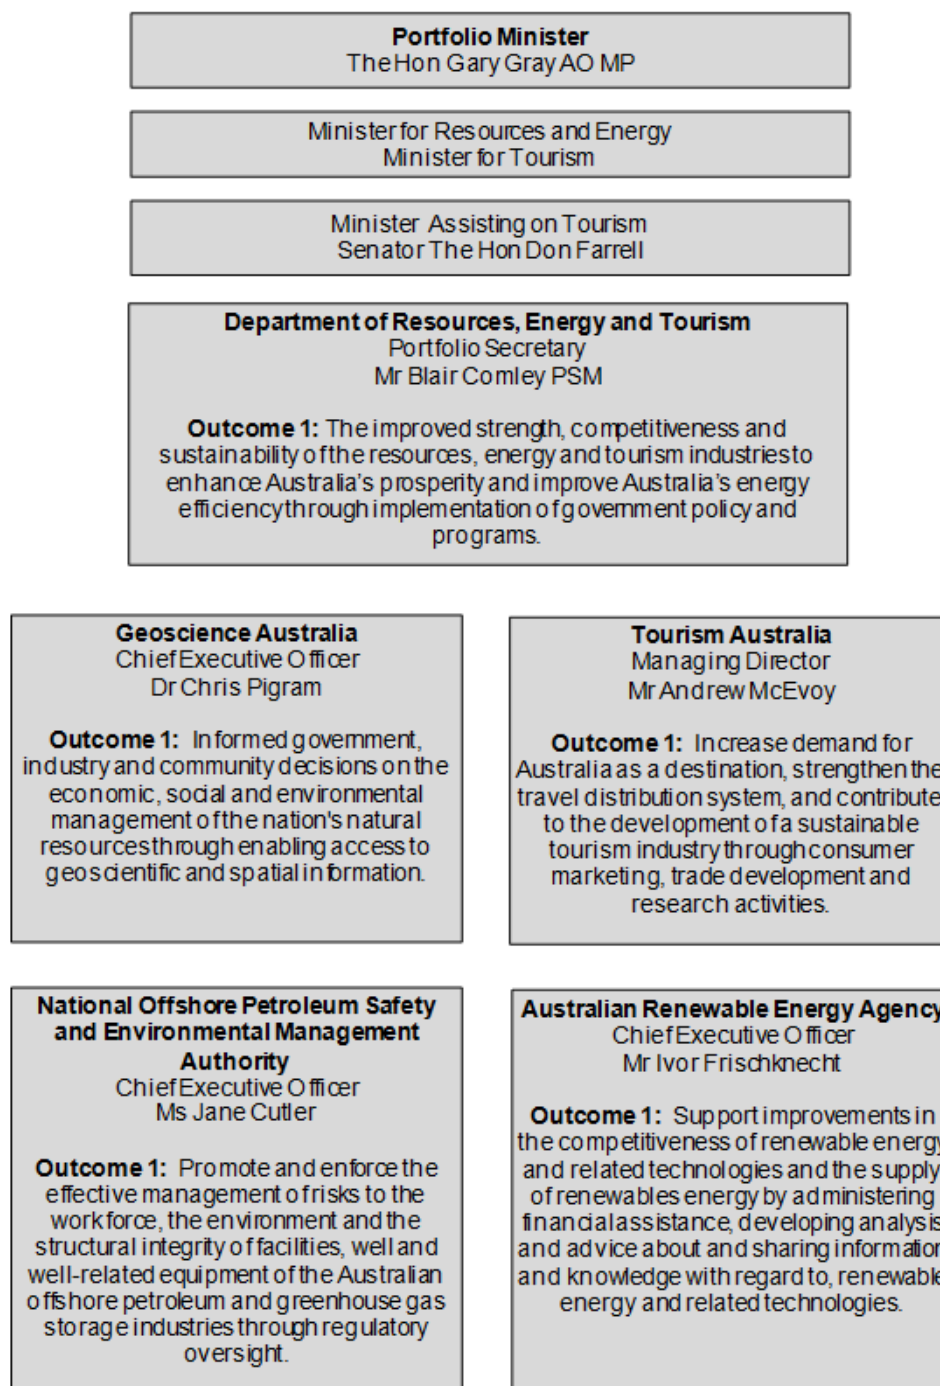 Portfolio Minister
The Hon Gary Gray AO MP
Minister for Resources and Energy
Minister for Tourism
Minister Assisting on Tourism
Senator The Hon Don Farrell
Department of Resources, Energy and Tourism
Portfolio Secretary
Mr Blair Comley PSM
Outcome 1: The improved strength, competitiveness and
sustainability of the resources, energy and tourism industries to
enhance Australia's prosperity and improve Australia's energy
efficiency through implementation of government policy and
programs.
Geoscience Australia
Chief Executive Officer
Dr Chris Pigram
Outcome 1: Informed government,
industry and community decisions on the
economic, social and environmental
management of the nation's natural
resources through enabling access to
geoscientific and spatial information.
Tourism Australia
Managing Director
Mr Andrew McEvoy
Outcome 1: Increase demand for
Australia as a destination, strengthen the
travel distribution system, and contribute
to the development of a sustainable
tourism industry through consumer
marketing, trade development and
research activities.
National Offshore Petroleum Safety
and Environmental Management
Authority
Chief Executive Officer
Ms Jane Cutler
Outcome 1: Promote and enforce the
effective management of risks to the
workforce, the environment and the
structural integrity of facilities, well and
well-related equipment of the Australian
offshore petroleum and greenhouse gas
storage industries through regulatory
oversight.
Australian Renewable Energy Agency
Chief Executive Officer
Mr Ivor Frischknecht
Outcome 1: Support improvements in
the competitiveness of renewable energy
and related technologies and the supply
of renewables energy by administering
financial assistance, developing analysis
and advice about and sharing information
and knowledge with regard to, renewable
energy and related technologies.